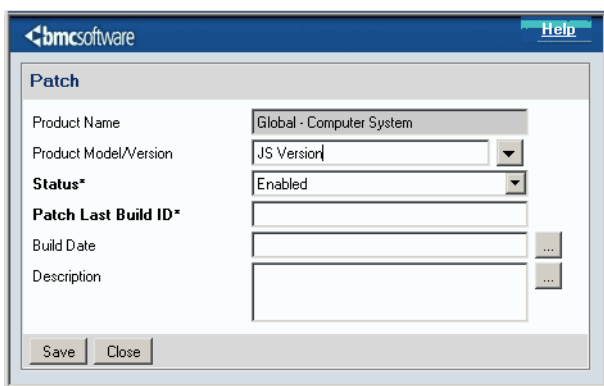 bmcsoftware
Help
Patch
Product Name
Global - Computer System
Product Model/Version
JS Version
Status*
Enabled
Patch Last Build ID*
Build Date
...
Description
...
Save
Close